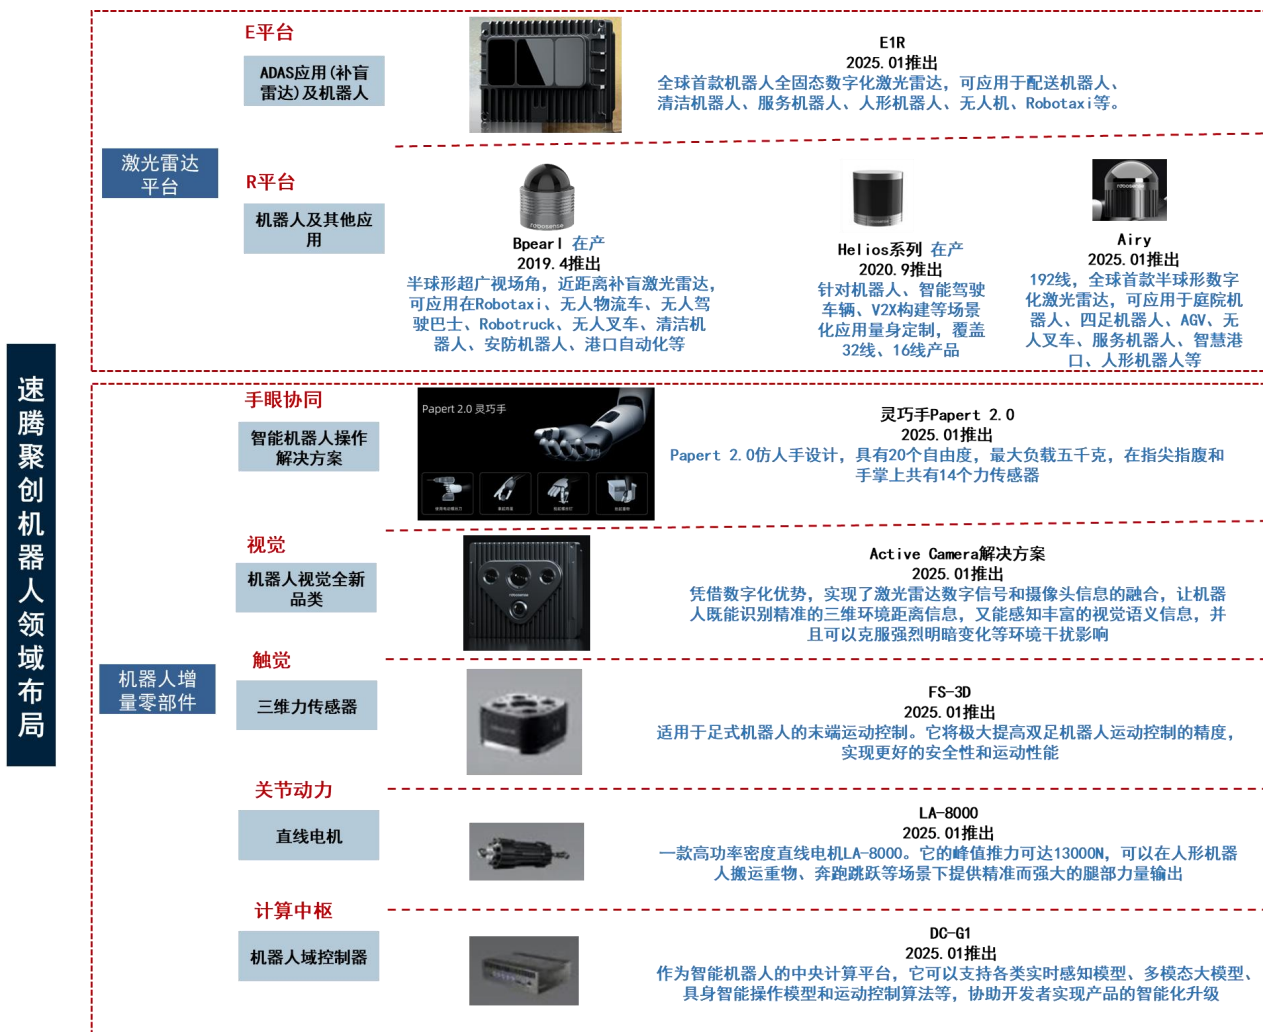 速腾聚创机器人领域布局
激光雷达
平台
E平台
ADAS应用(补盲
雷达)及机器人
E1R
2025.01推出
全球首款机器人全固态数字化激光雷达，可应用于配送机器人、
清洁机器人、服务机器人、人形机器人、无人机、Robotaxi等。
R平台
机器人及其他应
用
robosense
Bpearl 在产
2019.4推出
半球形超广视场角，近距离补盲激光雷达，
可应用在Robotaxi、无人物流车、无人驾
驶巴士、Robotruck、无人叉车、清洁机
器人、安防机器人、港口自动化等
Helios系列 在产
2020.9推出
针对机器人、智能驾驶
车辆、V2X构建等场景
化应用量身定制，覆盖
32线、16线产品
robosense
Airy
2025.01推出
192线，全球首款半球形数字
化激光雷达，可应用于庭院机
器人、四足机器人、AGV、无
人叉车、服务机器人、智慧港
口、人形机器人等
机器人增
量零部件
手眼协同
智能机器人操作
解决方案
Papert 2.0 灵巧手
灵巧手Papert 2.0
2025.01推出
Papert 2.0仿人手设计，具有20个自由度，最大负载五千克，在指尖指腹和
手掌上共有14个力传感器
视觉
机器人视觉全新
品类
robosense
Active Camera解决方案
2025.01推出
凭借数字化优势，实现了激光雷达数字信号和摄像头信息的融合，让机器
人既能识别精准的三维环境距离信息，又能感知丰富的视觉语义信息，并
且可以克服强烈明暗变化等环境干扰影响
触觉
三维力传感器
FS-3D
2025.01推出
适用于足式机器人的末端运动控制。它将极大提高双足机器人运动控制的精度，
实现更好的安全性和运动性能
关节动力
直线电机
LA-8000
2025.01推出
一款高功率密度直线电机LA-8000。它的峰值推力可达13000N，可以在人形机器
人搬运重物、奔跑跳跃等场景下提供精准而强大的腿部力量输出
计算中枢
机器人域控制器
DC-G1
2025.01推出
作为智能机器人的中央计算平台，它可以支持各类实时感知模型、多模态大模型、
具身智能操作模型和运动控制算法等，协助开发者实现产品的智能化升级